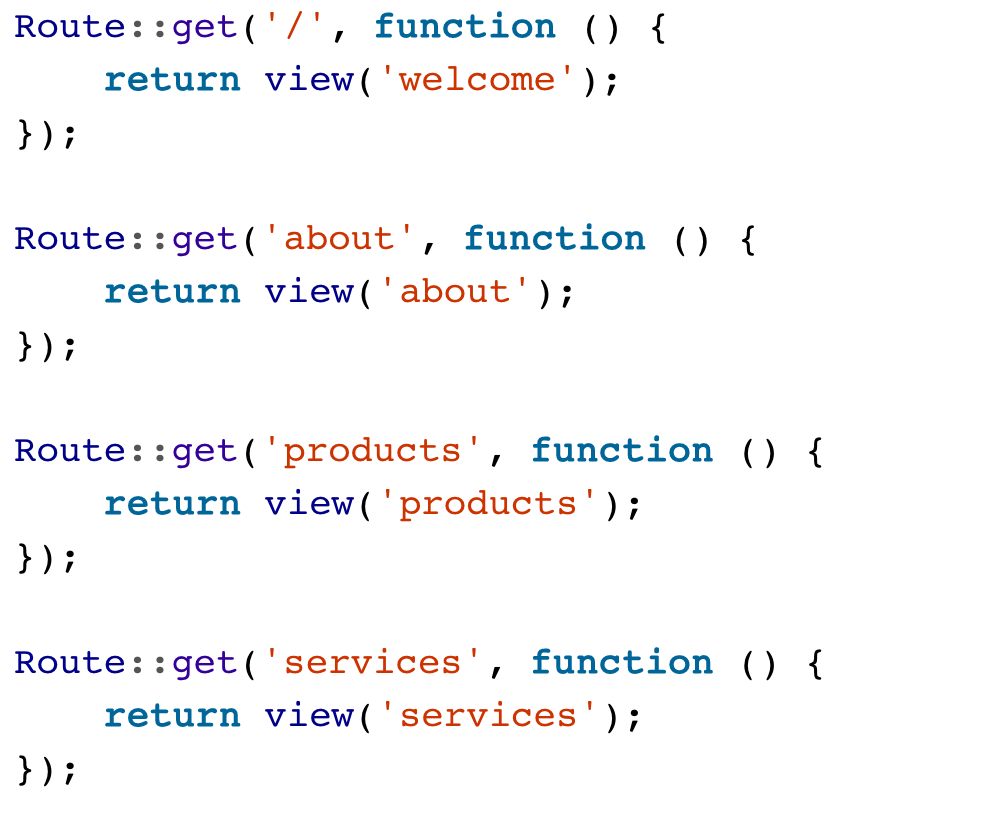 Route::get('/', function () {
    return view('welcome');
});

Route::get('about', function () {
    return view('about');
});

Route::get('products', function () {
    return view('products');
});

Route::get('services', function () {
    return view('services');
});